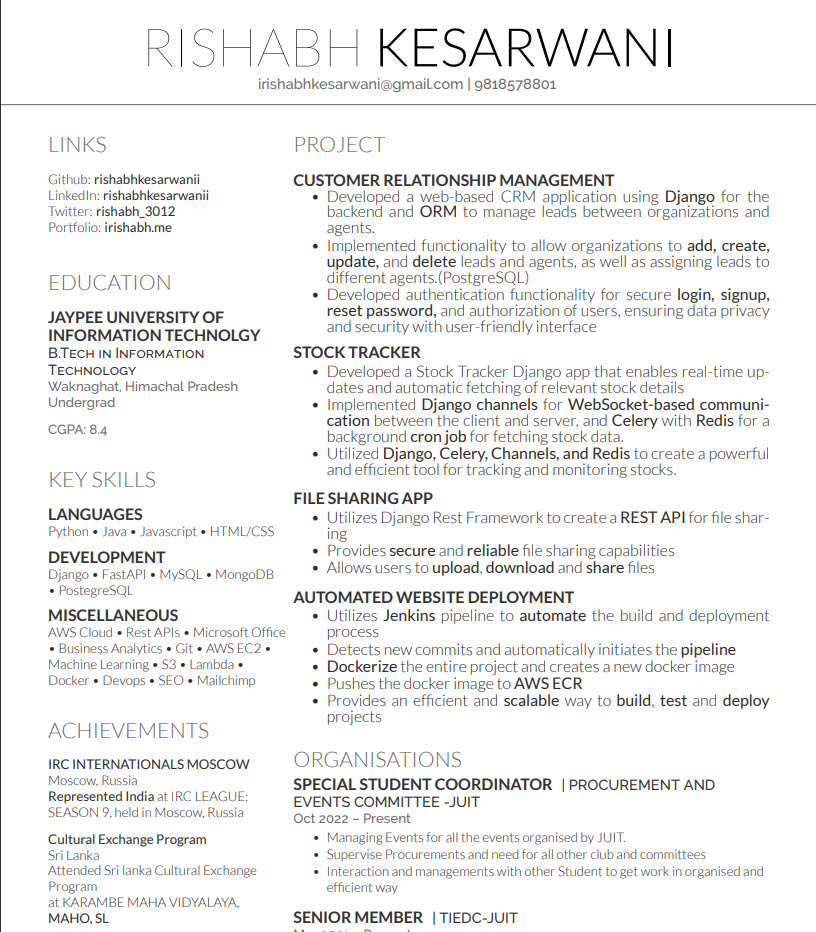 RISHABH KESARWANI
irishabhkesarwani@gmail.com | 9818578801
LINKS
Github: rishabhkesarwanii
LinkedIn: rishabhkesarwanii
Twitter: rishabh_3012
Portfolio: irishabh.me
EDUCATION
JAYPEE UNIVERSITY OF
INFORMATION TECHNOLGY
B.Tech in Information
Technology
Waknaghat, Himachal Pradesh
Undergrad
CGPA: 8.4
KEY SKILLS
LANGUAGES
Python • Java • Javascript • HTML/CSS
DEVELOPMENT
Django • FastAPI • MySQL • MongoDB
• PostegreSQL
MISCELLANEOUS
AWS Cloud • Rest APIs • Microsoft Office
• Business Analytics • Git • AWS EC2 •
Machine Learning • S3 • Lambda •
Docker • Devops • SEO • Mailchimp
ACHIEVEMENTS
IRC INTERNATIONALS MOSCOW
Moscow, Russia
Represented India at IRC LEAGUE:
SEASON 9, held in Moscow, Russia
Cultural Exchange Program
Sri Lanka
Attended Sri lanka Cultural Exchange
Program
at KARAMBE MAHA VIDYALAYA,
MAHO, SL
PROJECT
CUSTOMER RELATIONSHIP MANAGEMENT
• Developed a web-based CRM application using Django for the
backend and ORM to manage leads between organizations and
agents.
• Implemented functionality to allow organizations to add, create,
update, and delete leads and agents, as well as assigning leads to
different agents.(PostgreSQL)
• Developed authentication functionality for secure login, signup,
reset password, and authorization of users, ensuring data privacy
and security with user-friendly interface
STOCK TRACKER
• Developed a Stock Tracker Django app that enables real-time up-
dates and automatic fetching of relevant stock details
• Implemented Django channels for WebSocket-based communi-
cation between the client and server, and Celery with Redis for a
background cron job for fetching stock data.
• Utilized Django, Celery, Channels, and Redis to create a powerful
and efficient tool for tracking and monitoring stocks.
FILE SHARING APP
• Utilizes Django Rest Framework to create a REST API for file shar-
ing
• Provides secure and reliable file sharing capabilities
• Allows users to upload, download and share files
AUTOMATED WEBSITE DEPLOYMENT
• Utilizes Jenkins pipeline to automate the build and deployment
process
• Detects new commits and automatically initiates the pipeline
• Dockerize the entire project and creates a new docker image
• Pushes the docker image to AWS ECR
• Provides an efficient and scalable way to build, test and deploy
projects
ORGANISATIONS
SPECIAL STUDENT COORDINATOR | PROCUREMENT AND
EVENTS COMMITTEE -JUIT
Oct 2022 – Present
• Managing Events for all the events organised by JUIT.
• Supervise Procurements and need for all other club and committees
• Interaction and managements with other Student to get work in organised and
efficient way
SENIOR MEMBER | TIEDC-JUIT